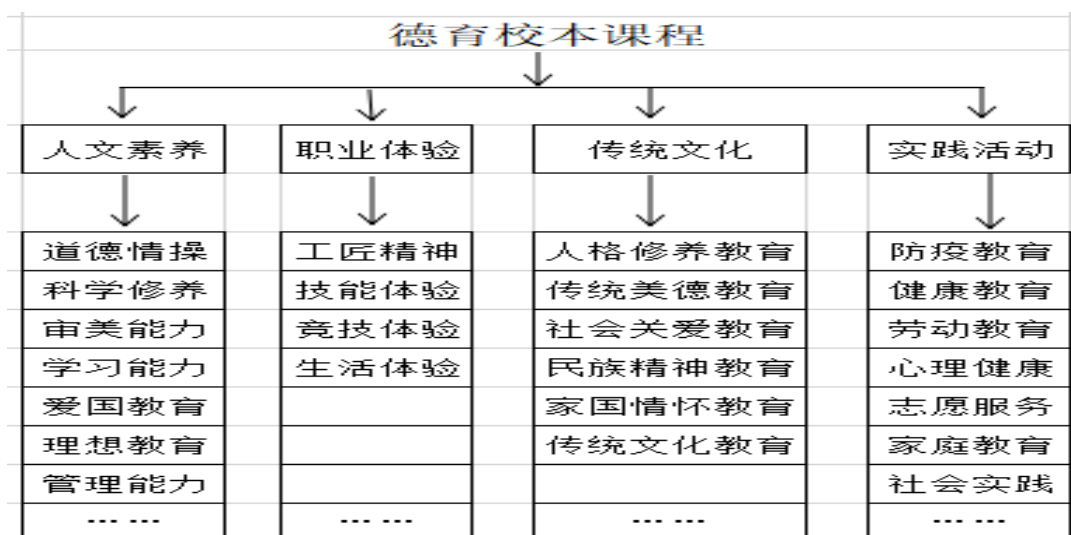 德育校本课程
人文素养 职业体验 传统文化 实践活动
道德情操 工匠精神 人格修养教育 防疫教育
科学修养 技能体验 传统美德教育 健康教育
审美能力 竞技体验 社会关爱教育 劳动教育
学习能力 生活体验 民族精神教育 心理健康
爱国教育 家国情怀教育 志愿服务
理想教育 传统文化教育 家庭教育
管理能力 社会实践
…… …… …… ……